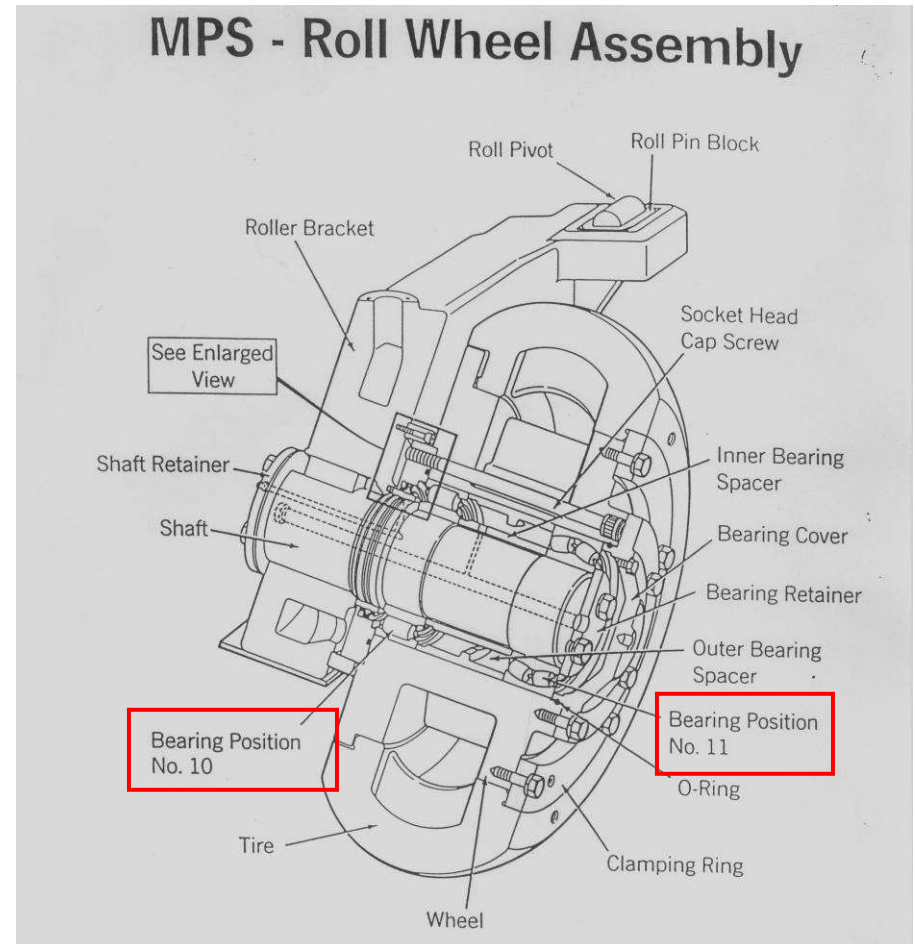 MPS - Roll Wheel Assembly
Roll Pivot
Roll Pin Block
Roller Bracket
Socket Head
Cap Screw
See Enlarged
View
Shaft Retainer
Inner Bearing
Spacer
Shaft
Bearing Cover
Bearing Retainer
Outer Bearing
Spacer
Bearing Position
No. 10
Bearing Position
No. 11
O-Ring
Tire
Clamping Ring
Wheel